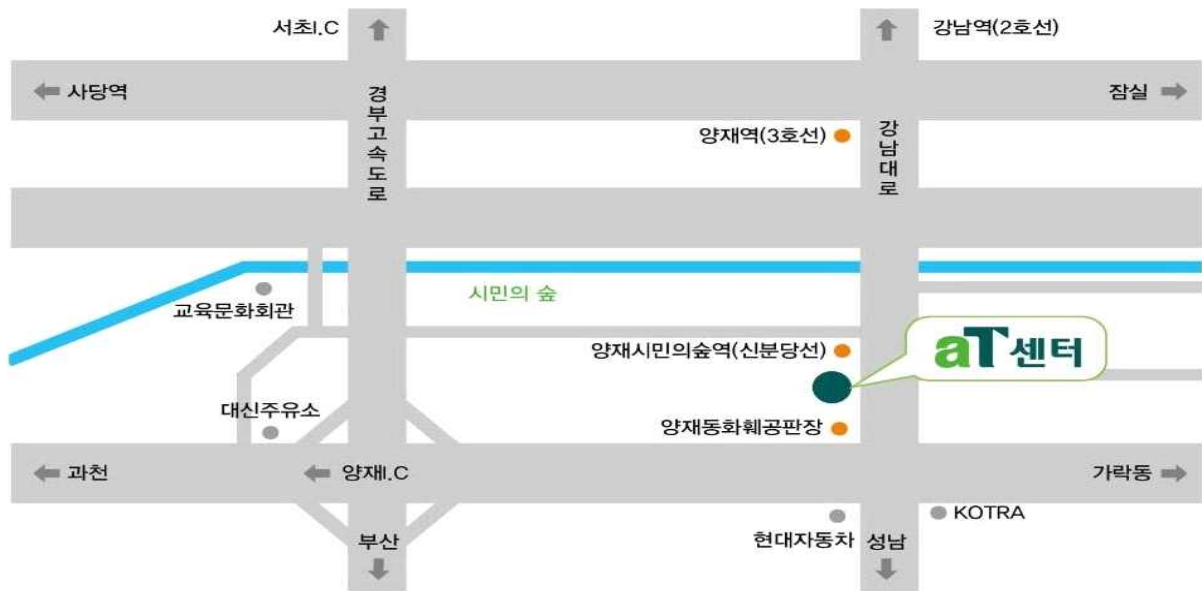 서초I.C
강남역(2호선)
사당역
경부고속도로
잠실
양재역(3호선)
강남대로
교육문화회관
시민의 숲
양재시민의숲역(신분당선)
aT센터
대신주유소
양재동화훼공판장
과천
양재I.C
가락동
KOTRA
부산
현대자동차
성남